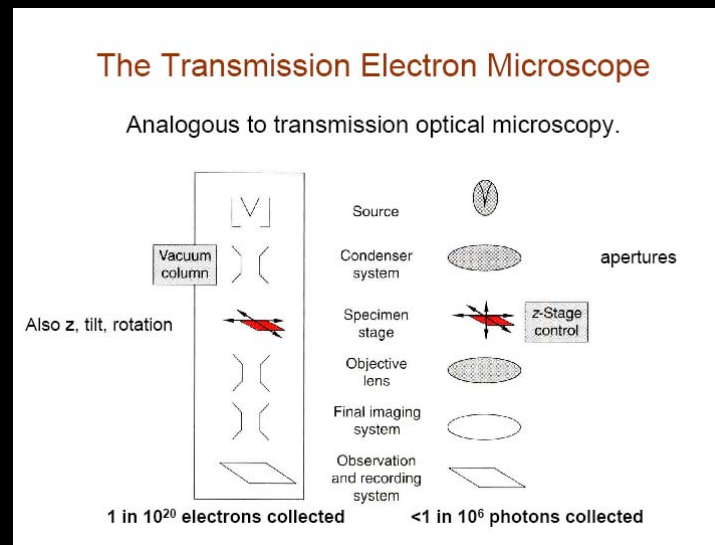 The Transmission Electron Microscope
Analogous to transmission optical microscopy.
Source
Vacuum
column
Condenser
system
apertures
Also z, tilt, rotation
Specimen
stage
z-Stage
control
Objective
lens
Final imaging
system
Observation
and recording
system
1 in 10²⁰ electrons collected
<1 in 10⁶ photons collected